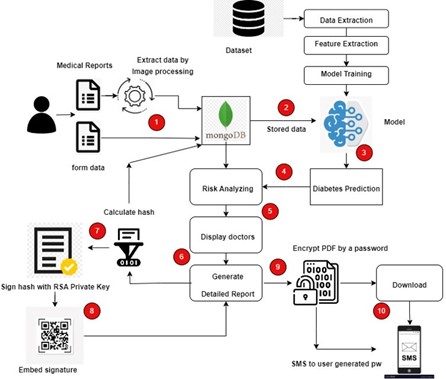 Dataset
Data Extraction
Feature Extraction
Model Training
Medical Reports
Extract data by
Image processing
1
form data
mongoDB
2
Stored data
Model
3
4
Diabetes Prediction
Risk Analyzing
5
Display doctors
Calculate hash
0101
6
7
Sign hash with RSA Private Key
Generate
Detailed Report
8
Embed signature
9
Encrypt PDF by a password
Download
10
SMS
SMS to user generated pw